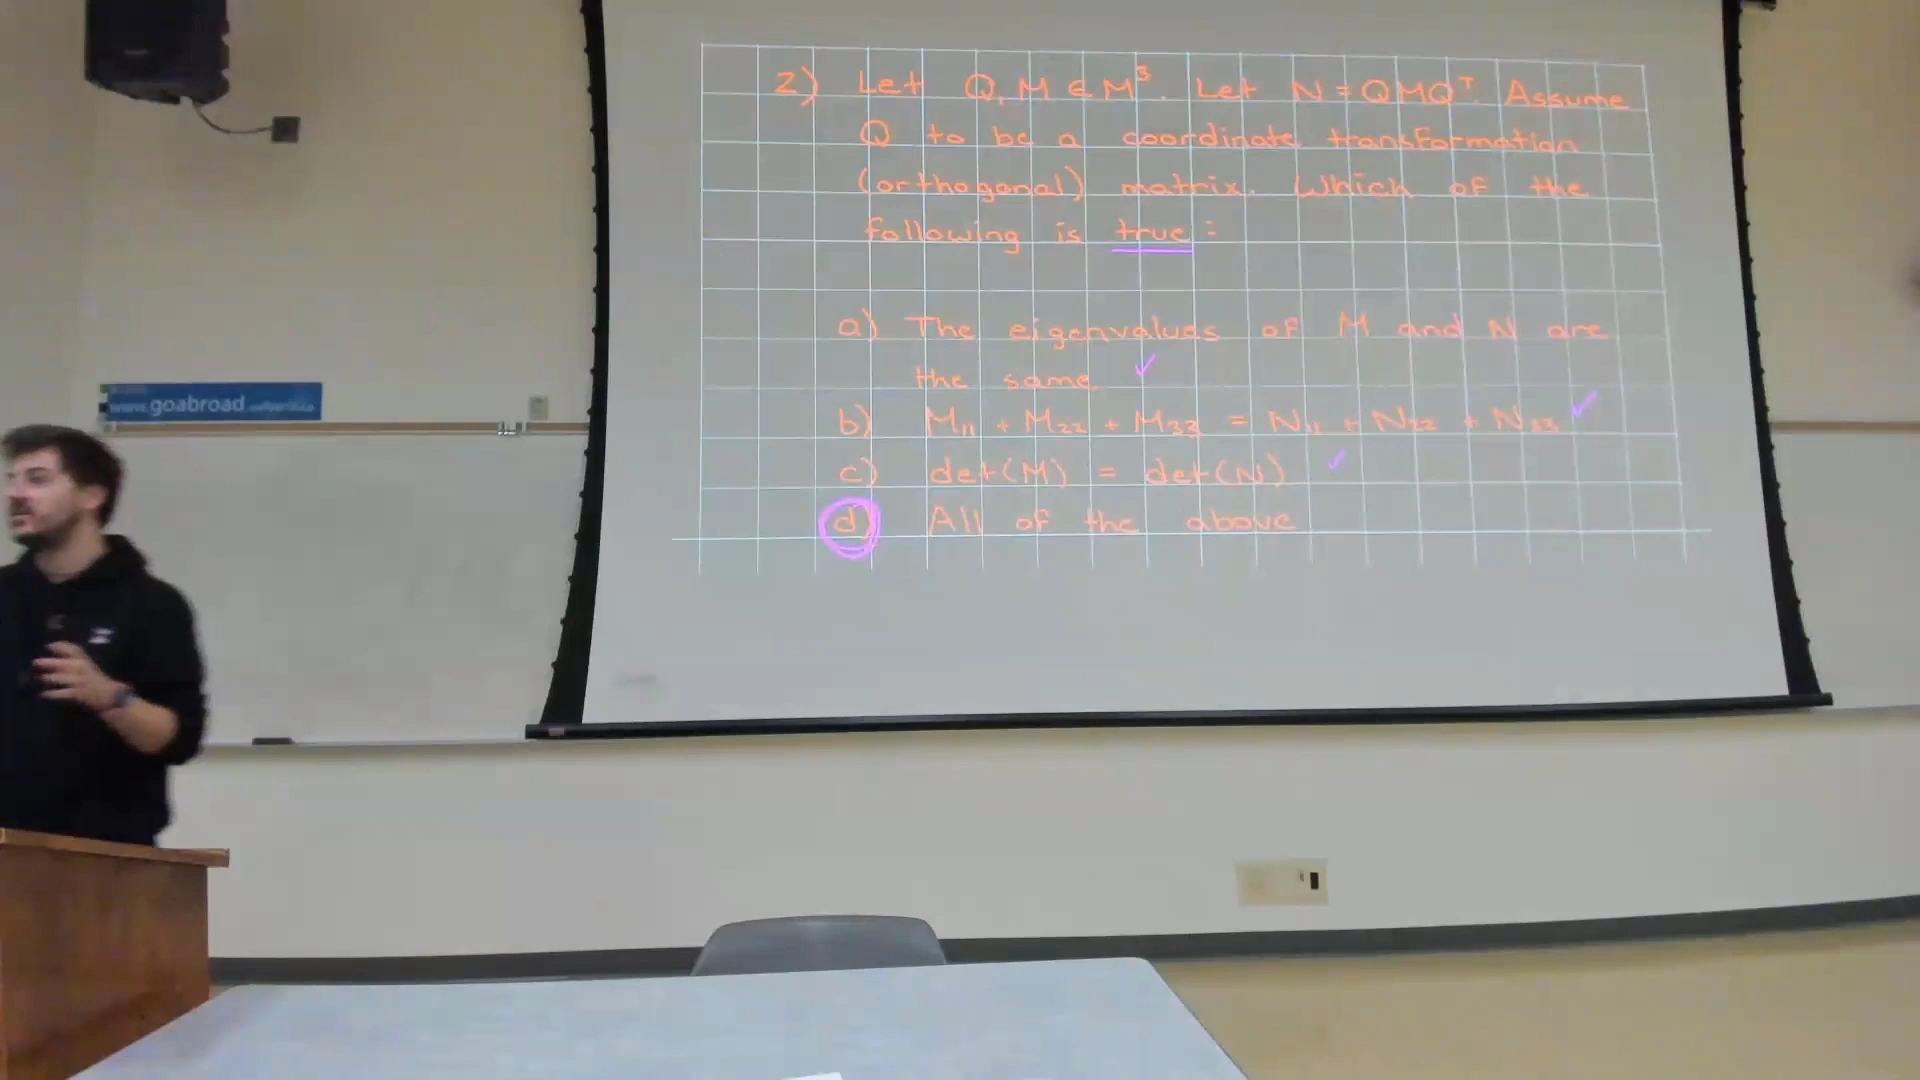 2) Let Q, M ∈ M³. Let N = QMQᵀ. Assume
Q to be a coordinate transformation
(orthogonal) matrix. Which of the
following is true:
a) The eigenvalues of M and N are
the same ✓
b) M₁₁ + M₂₂ + M₃₃ = N₁₁ + N₂₂ + N₃₃ ✓
c) det(M) = det(N) ✓
d) All of the above
www.goabroad